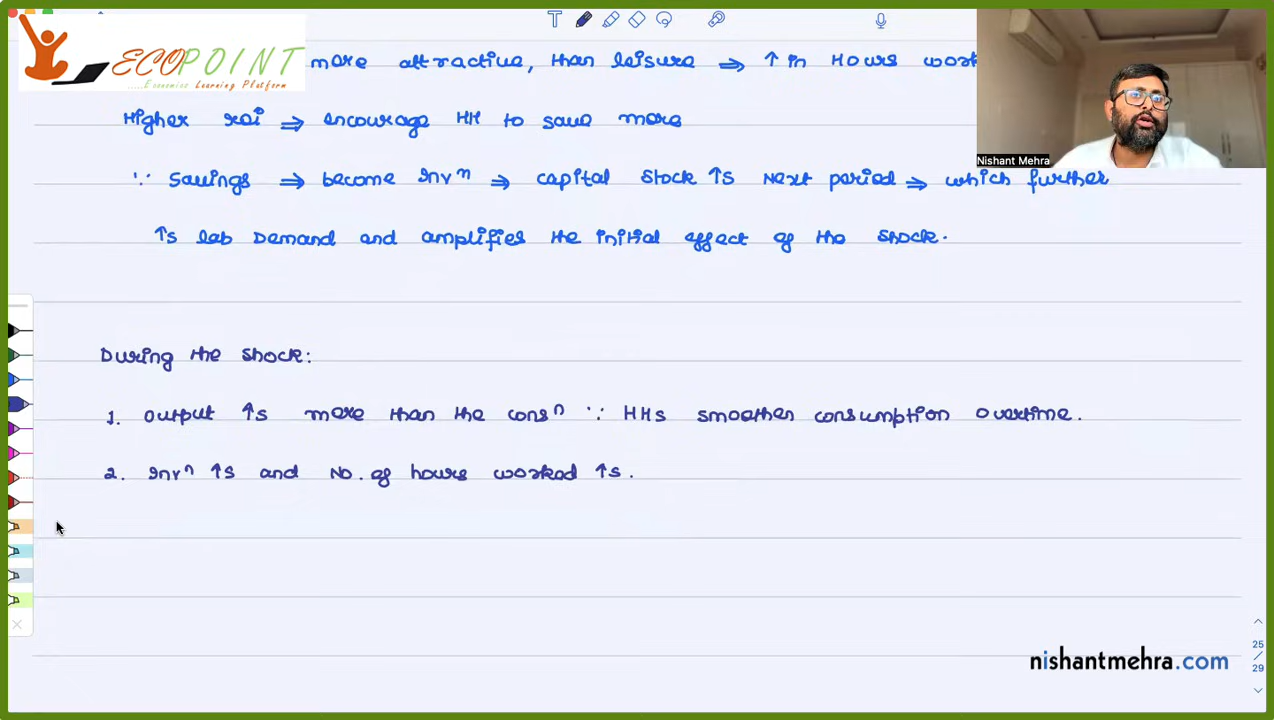 ECOPOINT
.....Economics Learning Platform
more attractive, than leisure ⇒ ↑ in Hours work
Higher roi ⇒ encourage HH to save more
∵ Savings ⇒ become Invⁿ ⇒ capital Stock ↑s Next period ⇒ which further
↑s lab Demand and amplifies the initial effect of the shock.
Nishant Mehra
During the shock:
1. Output ↑s more than the consⁿ ∵ HHs smoothen consumption overtime.
2. Invⁿ ↑s and No. of hours worked ↑s.
nishantmehra.com
25
/
29